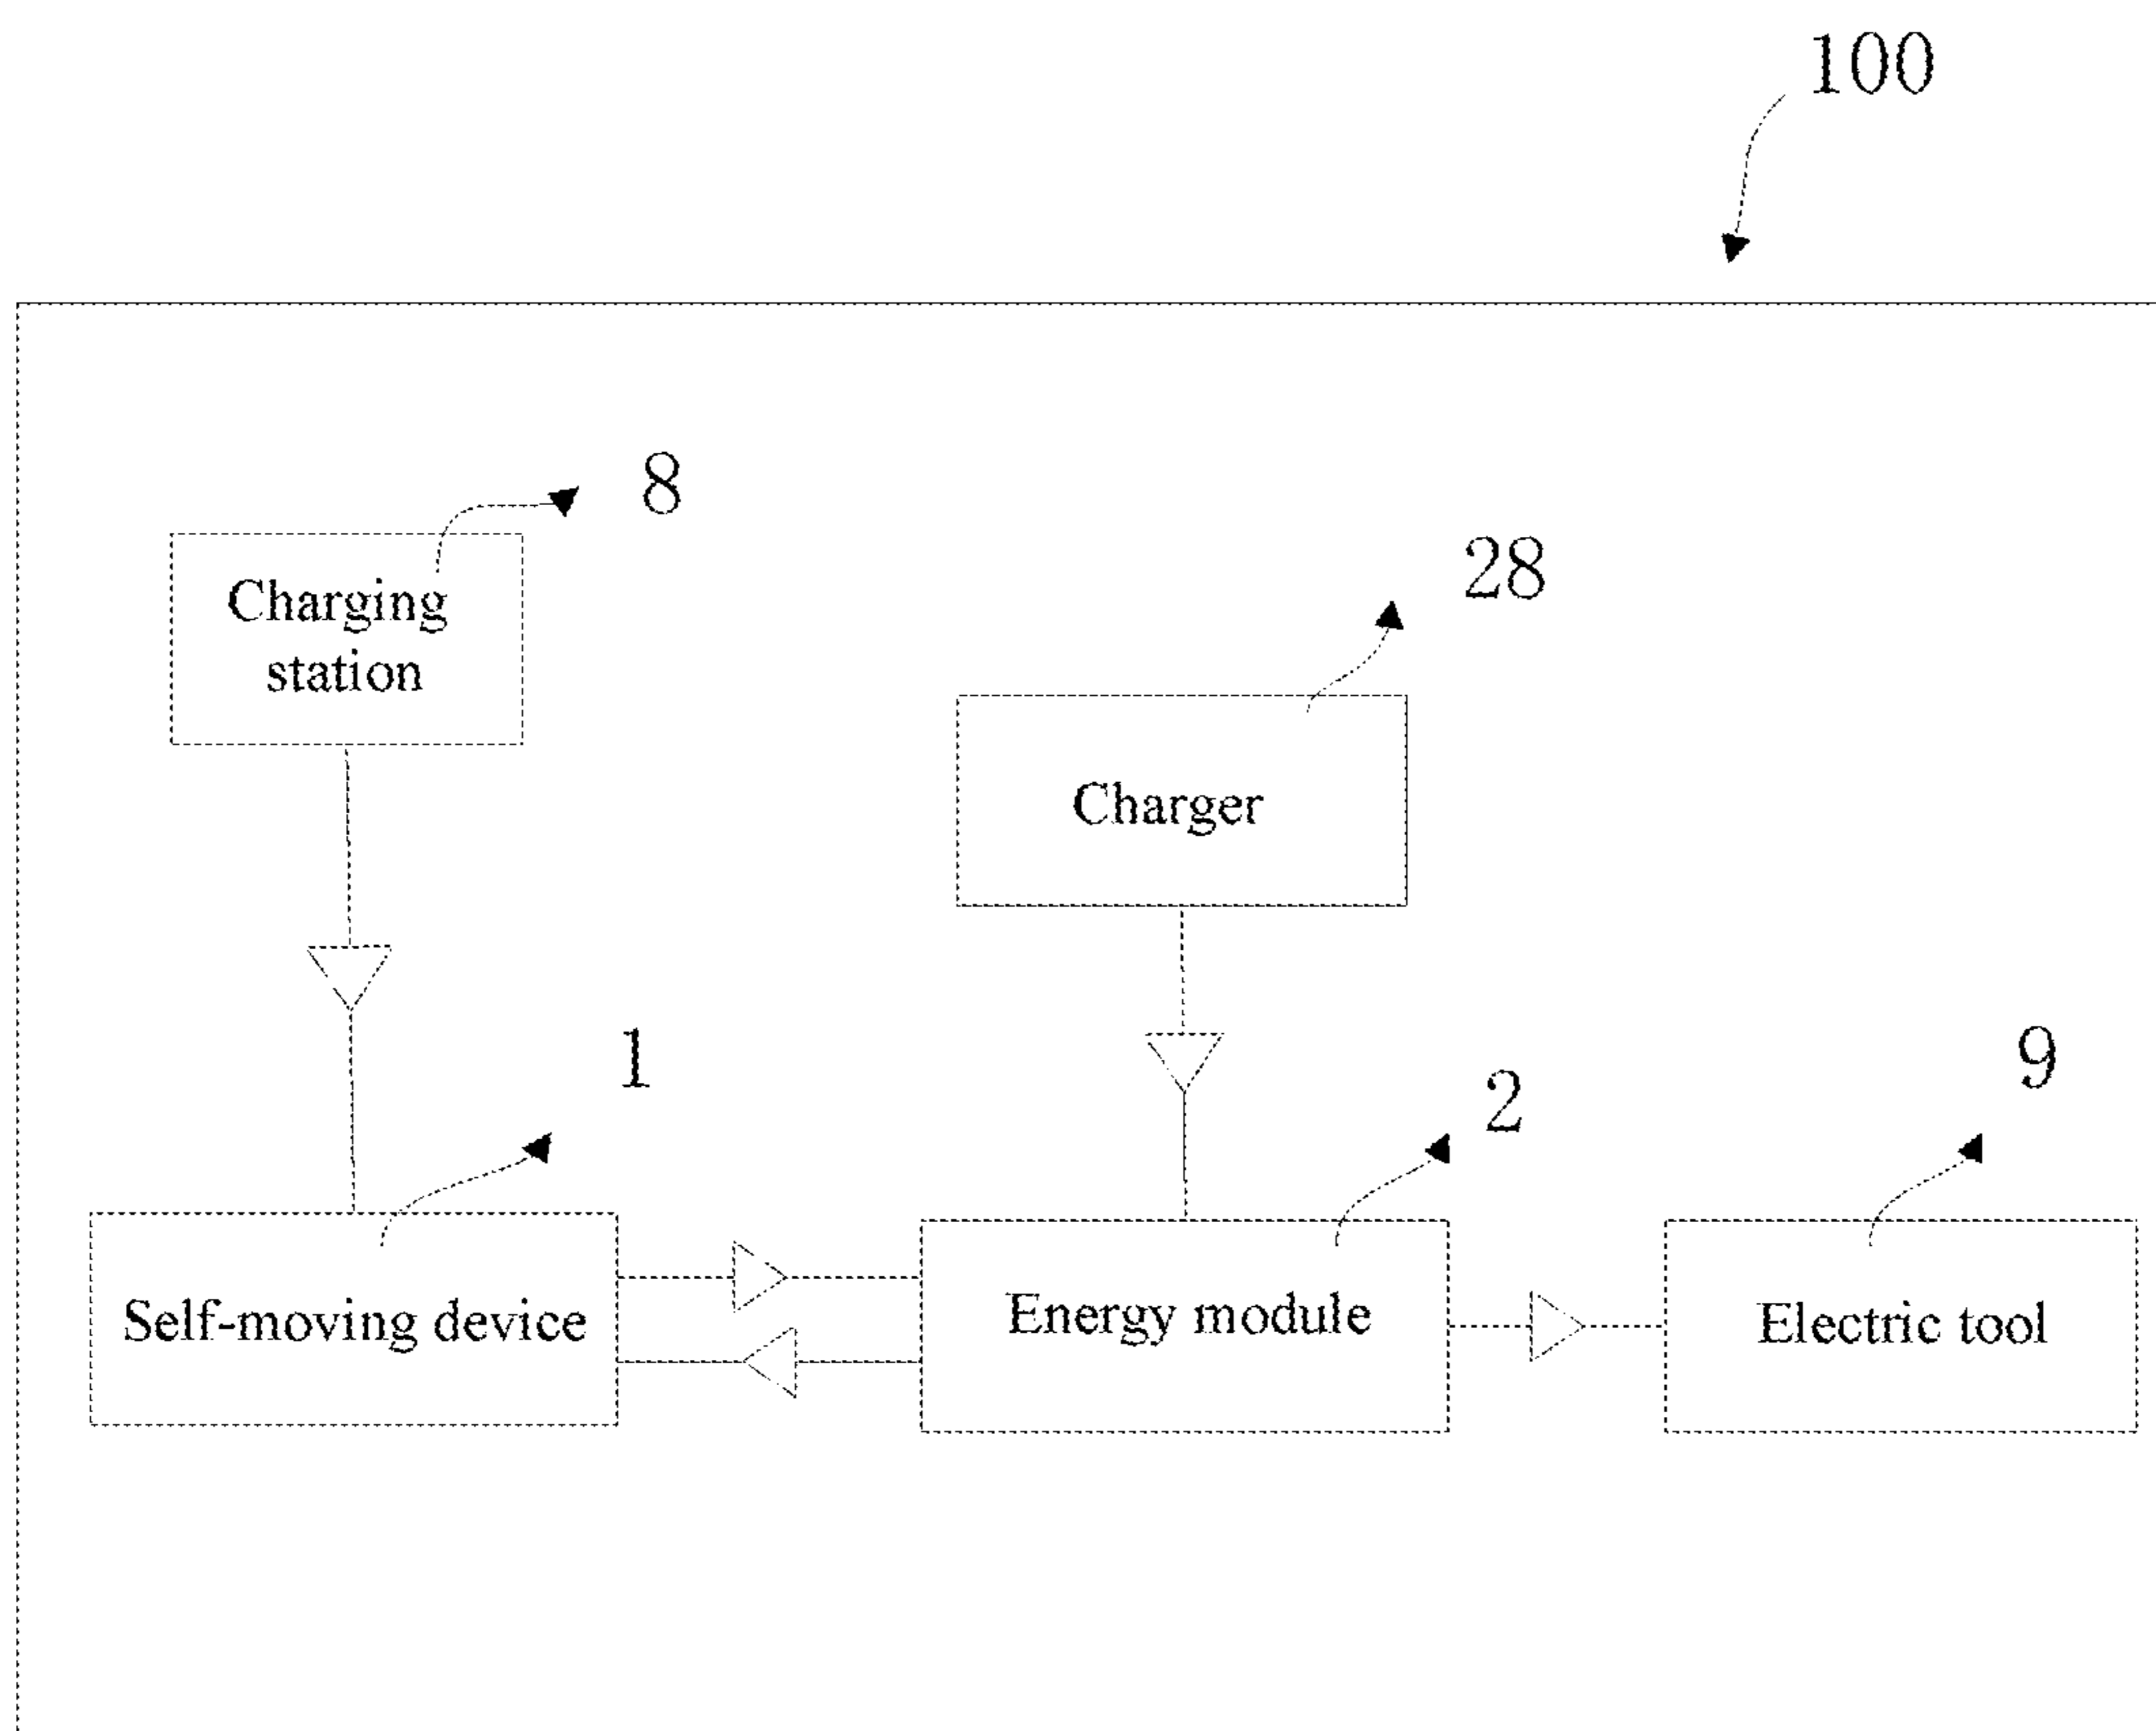 100
8
Charging
station
28
Charger
1
2
9
Self-moving device
Energy module
Electric tool